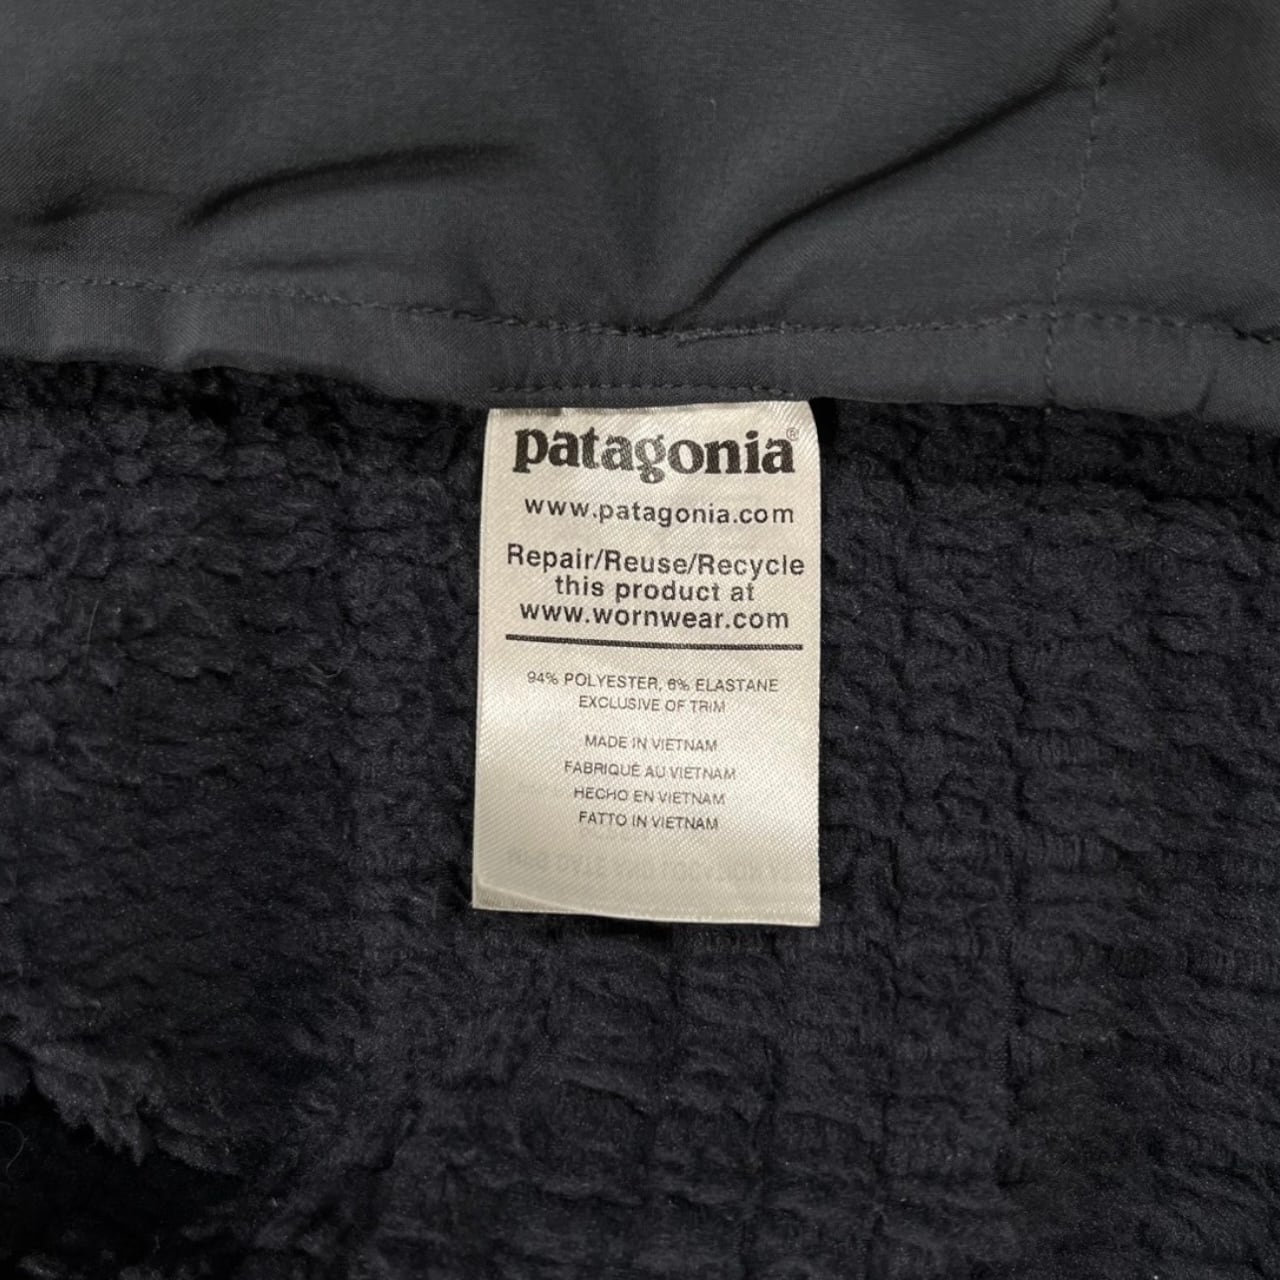 patagonia®
www.patagonia.com
Repair/Reuse/Recycle
this product at
www.wornwear.com
94% POLYESTER, 6% ELASTANE
EXCLUSIVE OF TRIM
MADE IN VIETNAM
FABRIQUÉ AU VIETNAM
HECHO EN VIETNAM
FATTO IN VIETNAM